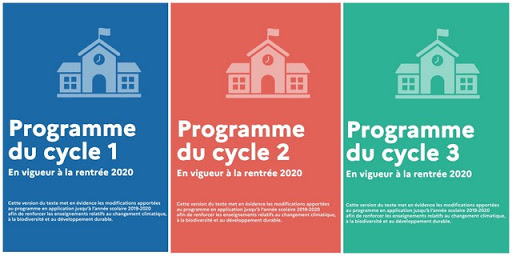 Programme
du cycle 1
En vigueur à la rentrée 2020
Cette version du texte met en évidence les modifications apportées
au programme en application jusqu'à l'année scolaire 2019-2020
afin de renforcer les enseignements relatifs au changement climatique,
à la biodiversité et au développement durable.
Programme
du cycle 2
En vigueur à la rentrée 2020
Cette version du texte met en évidence les modifications apportées
au programme en application jusqu'à l'année scolaire 2019-2020
afin de renforcer les enseignements relatifs au changement climatique,
à la biodiversité et au développement durable.
Programme
du cycle 3
En vigueur à la rentrée 2020
Cette version du texte met en évidence les modifications apportées
au programme en application jusqu'à l'année scolaire 2019-2020
afin de renforcer les enseignements relatifs au changement climatique,
à la biodiversité et au développement durable.